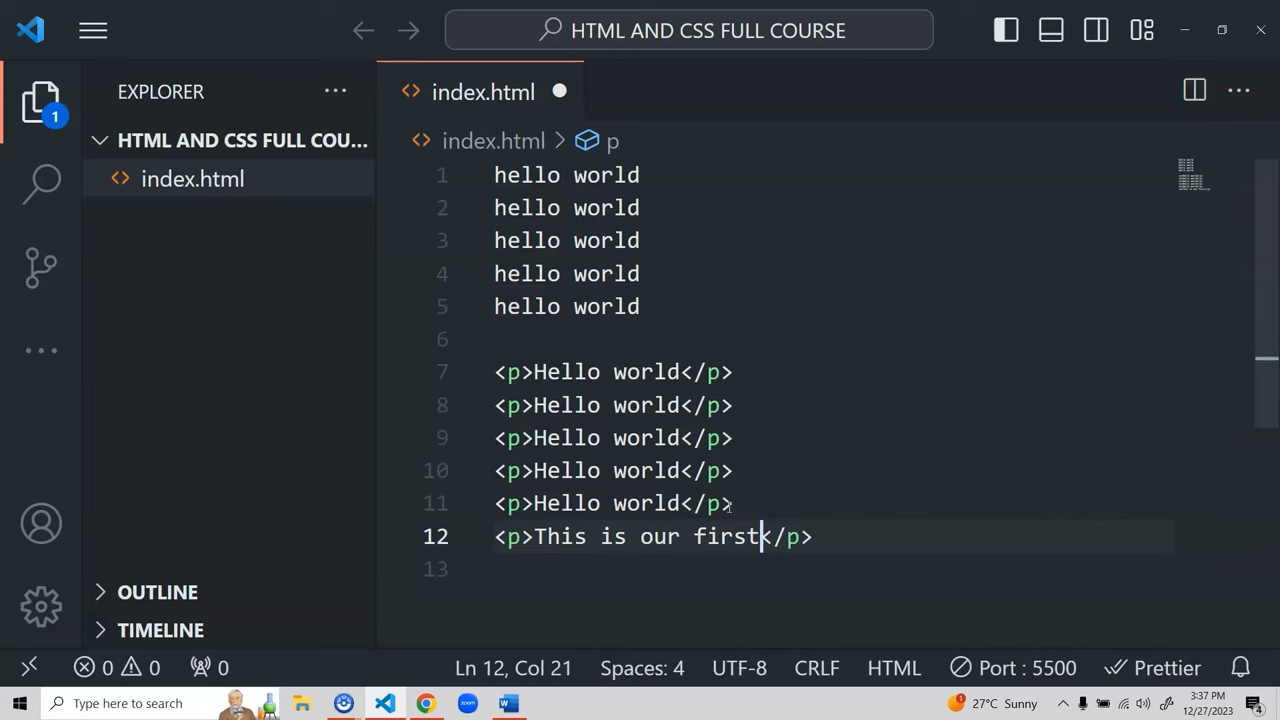 HTML AND CSS FULL COURSE
EXPLORER
index.html
1
HTML AND CSS FULL COU...
index.html > p
index.html
1 hello world
2 hello world
3 hello world
4 hello world
5 hello world
6
7 <p>Hello world</p>
8 <p>Hello world</p>
9 <p>Hello world</p>
10 <p>Hello world</p>
11 <p>Hello world</p>
12 <p>This is our first</p>
13
OUTLINE
TIMELINE
0 0 0 Ln 12, Col 21 Spaces: 4 UTF-8 CRLF HTML Port : 5500 Prettier
Type here to search
1 27°C Sunny
3:37 PM
12/27/2023
4